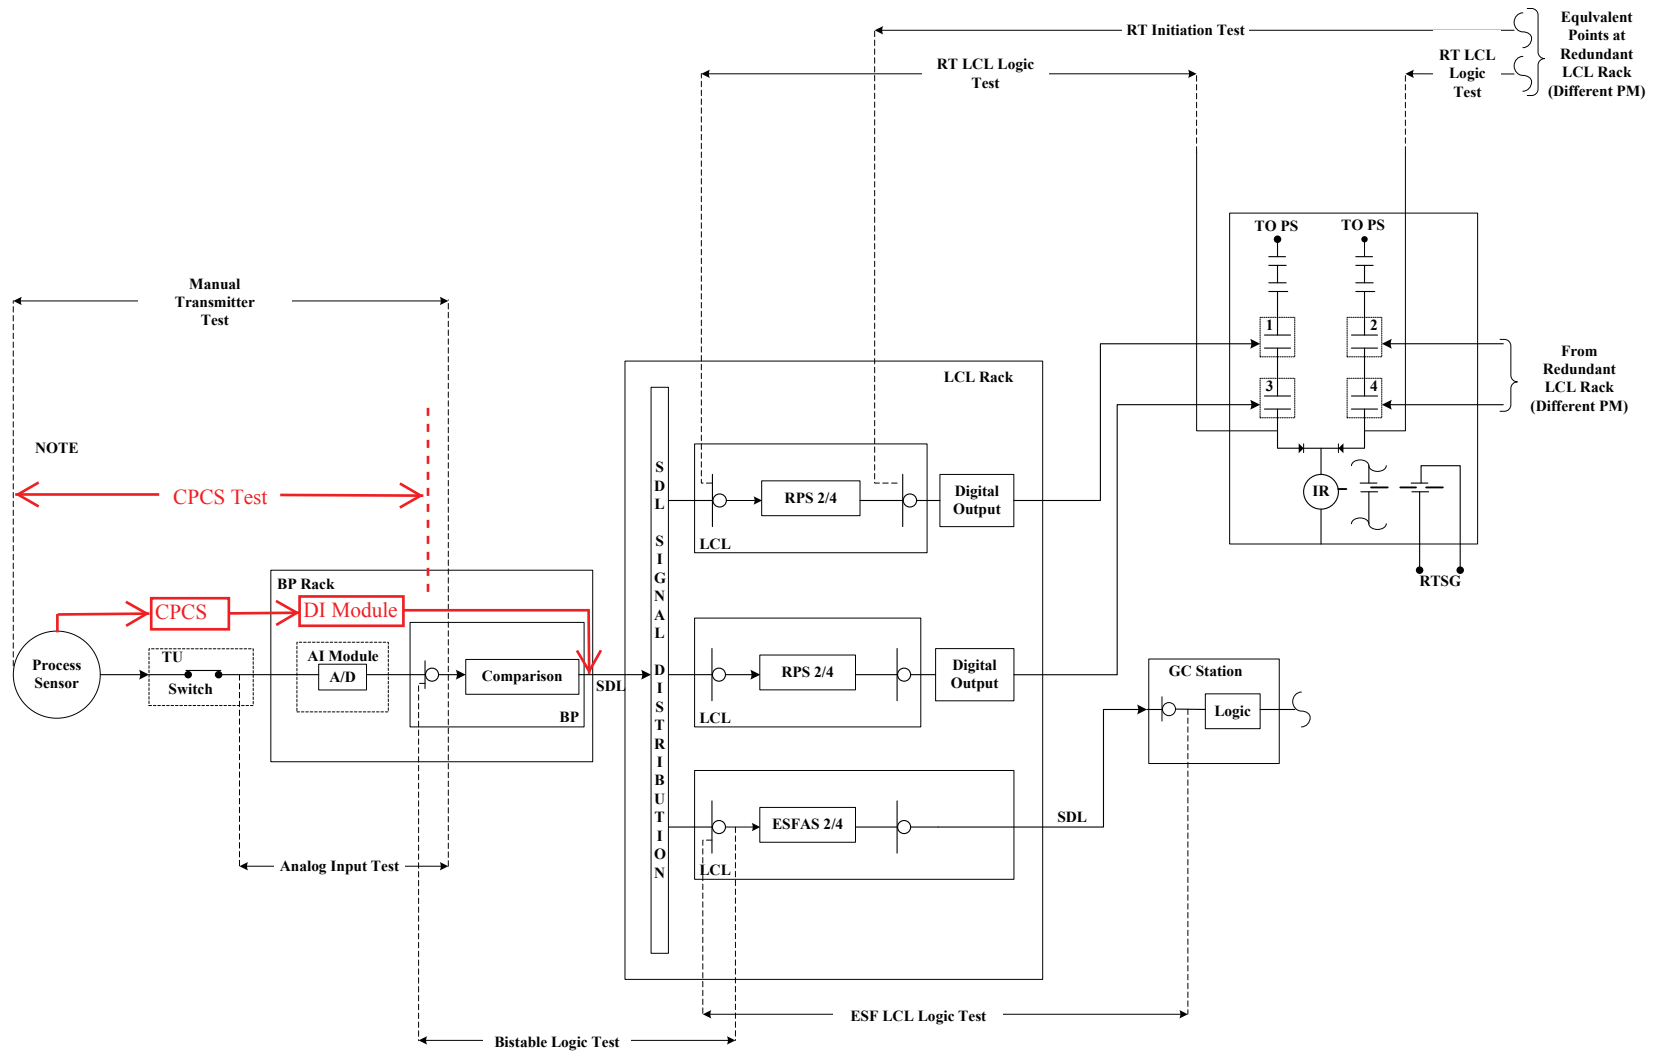 RT Initiation Test
Equlvalent
Points at
Redundant
LCL Rack
(Different PM)
RT LCL Logic
Test
RT LCL
Logic
Test
TO PS
TO PS
1
2
3
4
From
Redundant
LCL Rack
(Different PM)
IR
RTSG
Manual
Transmitter
Test
NOTE
CPCS Test
BP Rack
CPCS
DI Module
Process
Sensor
TU
Switch
AI Module
A/D
Comparison
BP
SDL
LCL Rack
SDL SIGNAL DISTRIBUTION
RPS 2/4
LCL
Digital
Output
RPS 2/4
LCL
Digital
Output
ESFAS 2/4
LCL
SDL
GC Station
Logic
Analog Input Test
ESF LCL Logic Test
Bistable Logic Test